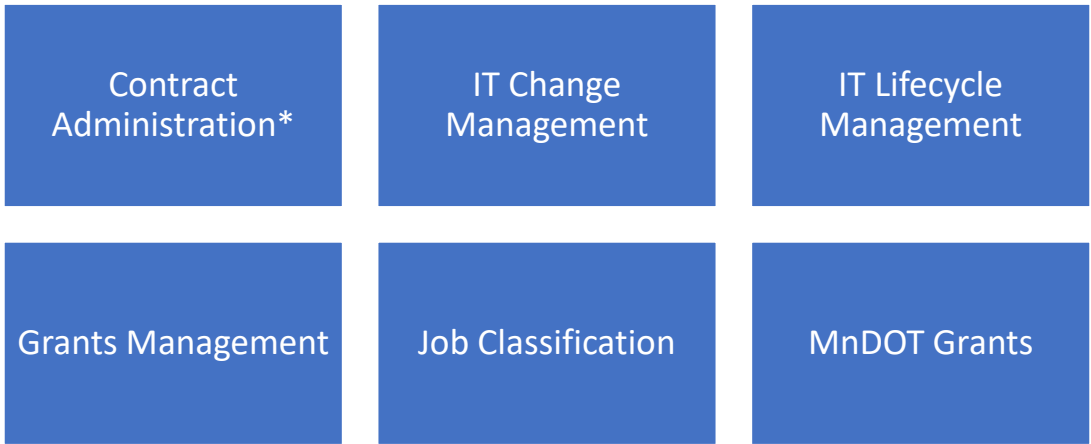 Contract
Administration*
IT Change
Management
IT Lifecycle
Management
Grants Management
Job Classification
MnDOT Grants